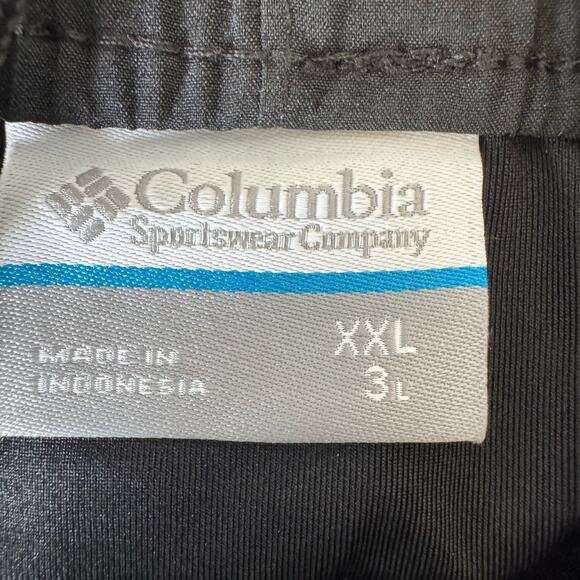 Columbia
Sportswear Company
XXL
MADE IN
3L
INDONESIA